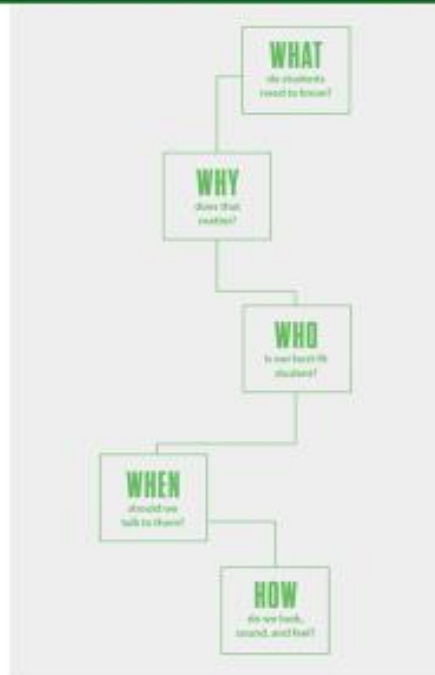 WHAT
do students
need to know?
WHY
does that
matter?
WHO
is our best-fit
student?
WHEN
should we
talk to them?
HOW
do we look,
sound, and feel?